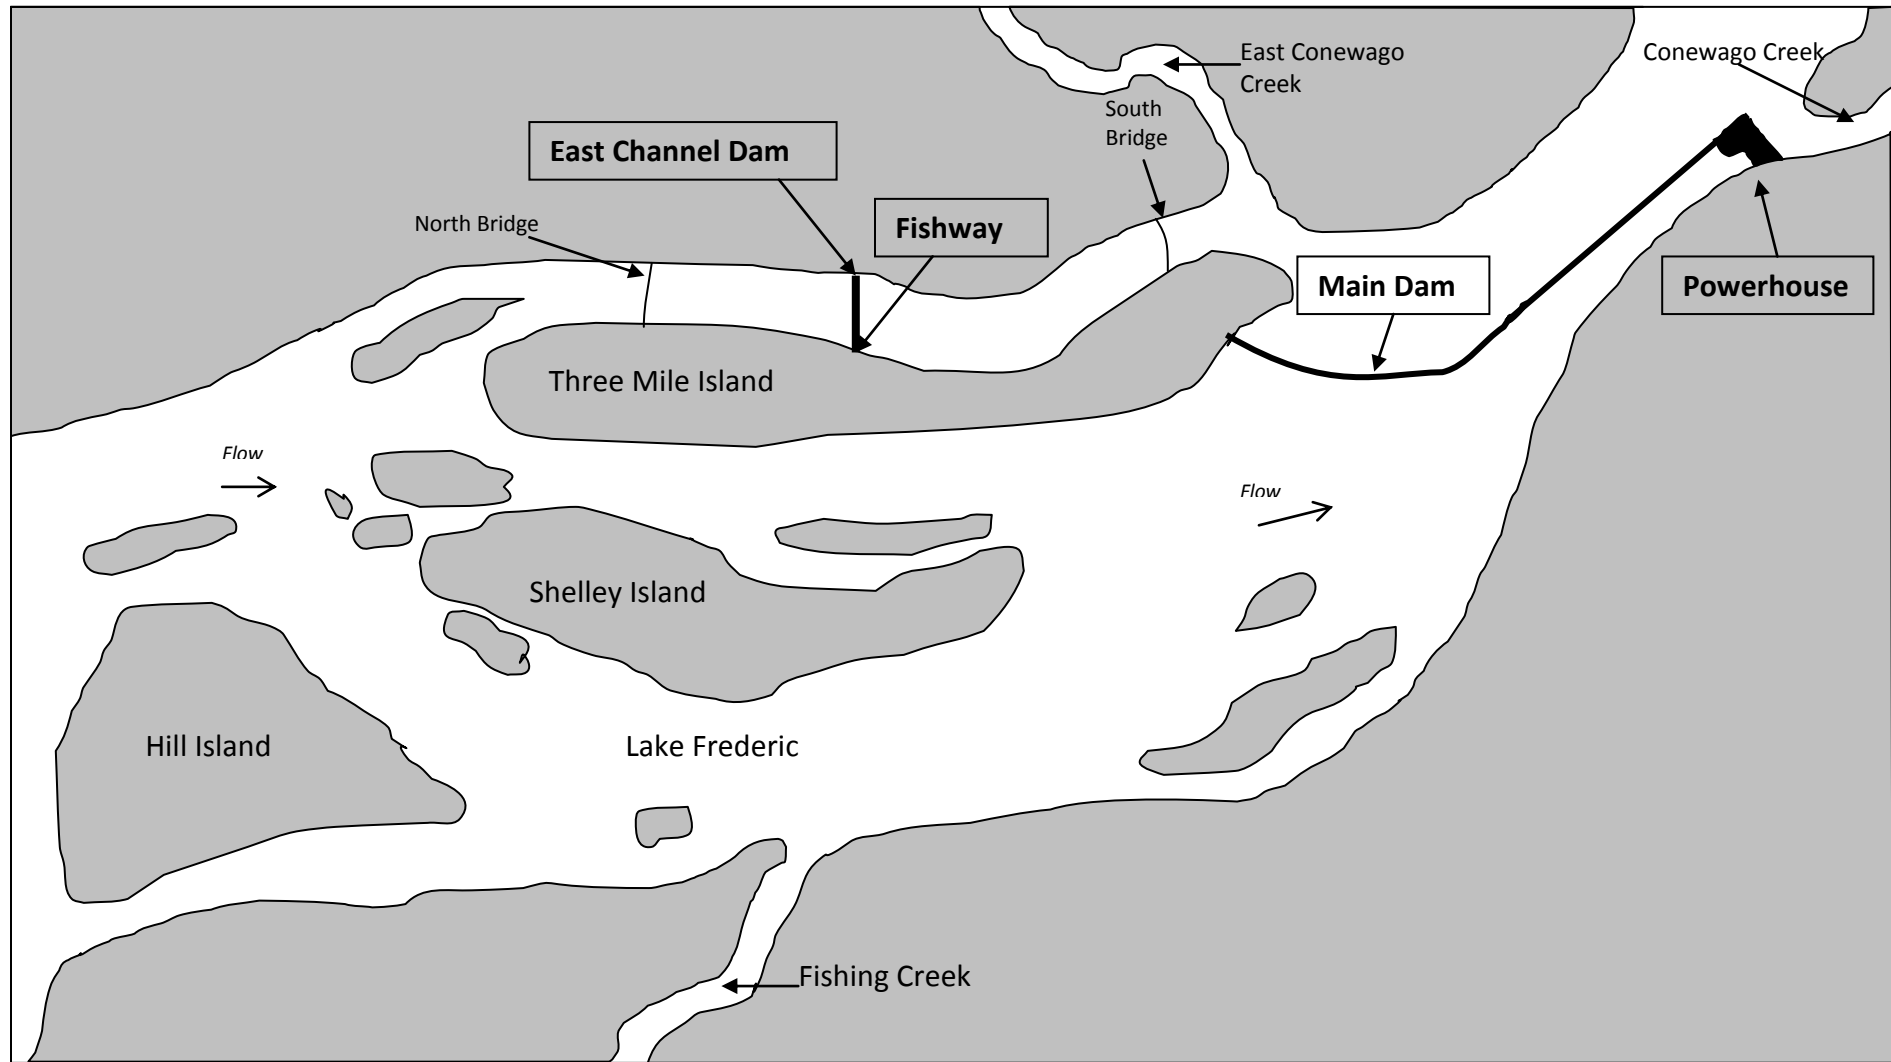 East Conewago
Creek
Conewago Creek
South
Bridge
East Channel Dam
North Bridge
Fishway
Main Dam
Powerhouse
Three Mile Island
Flow
Flow
Shelley Island
Hill Island
Lake Frederic
Fishing Creek